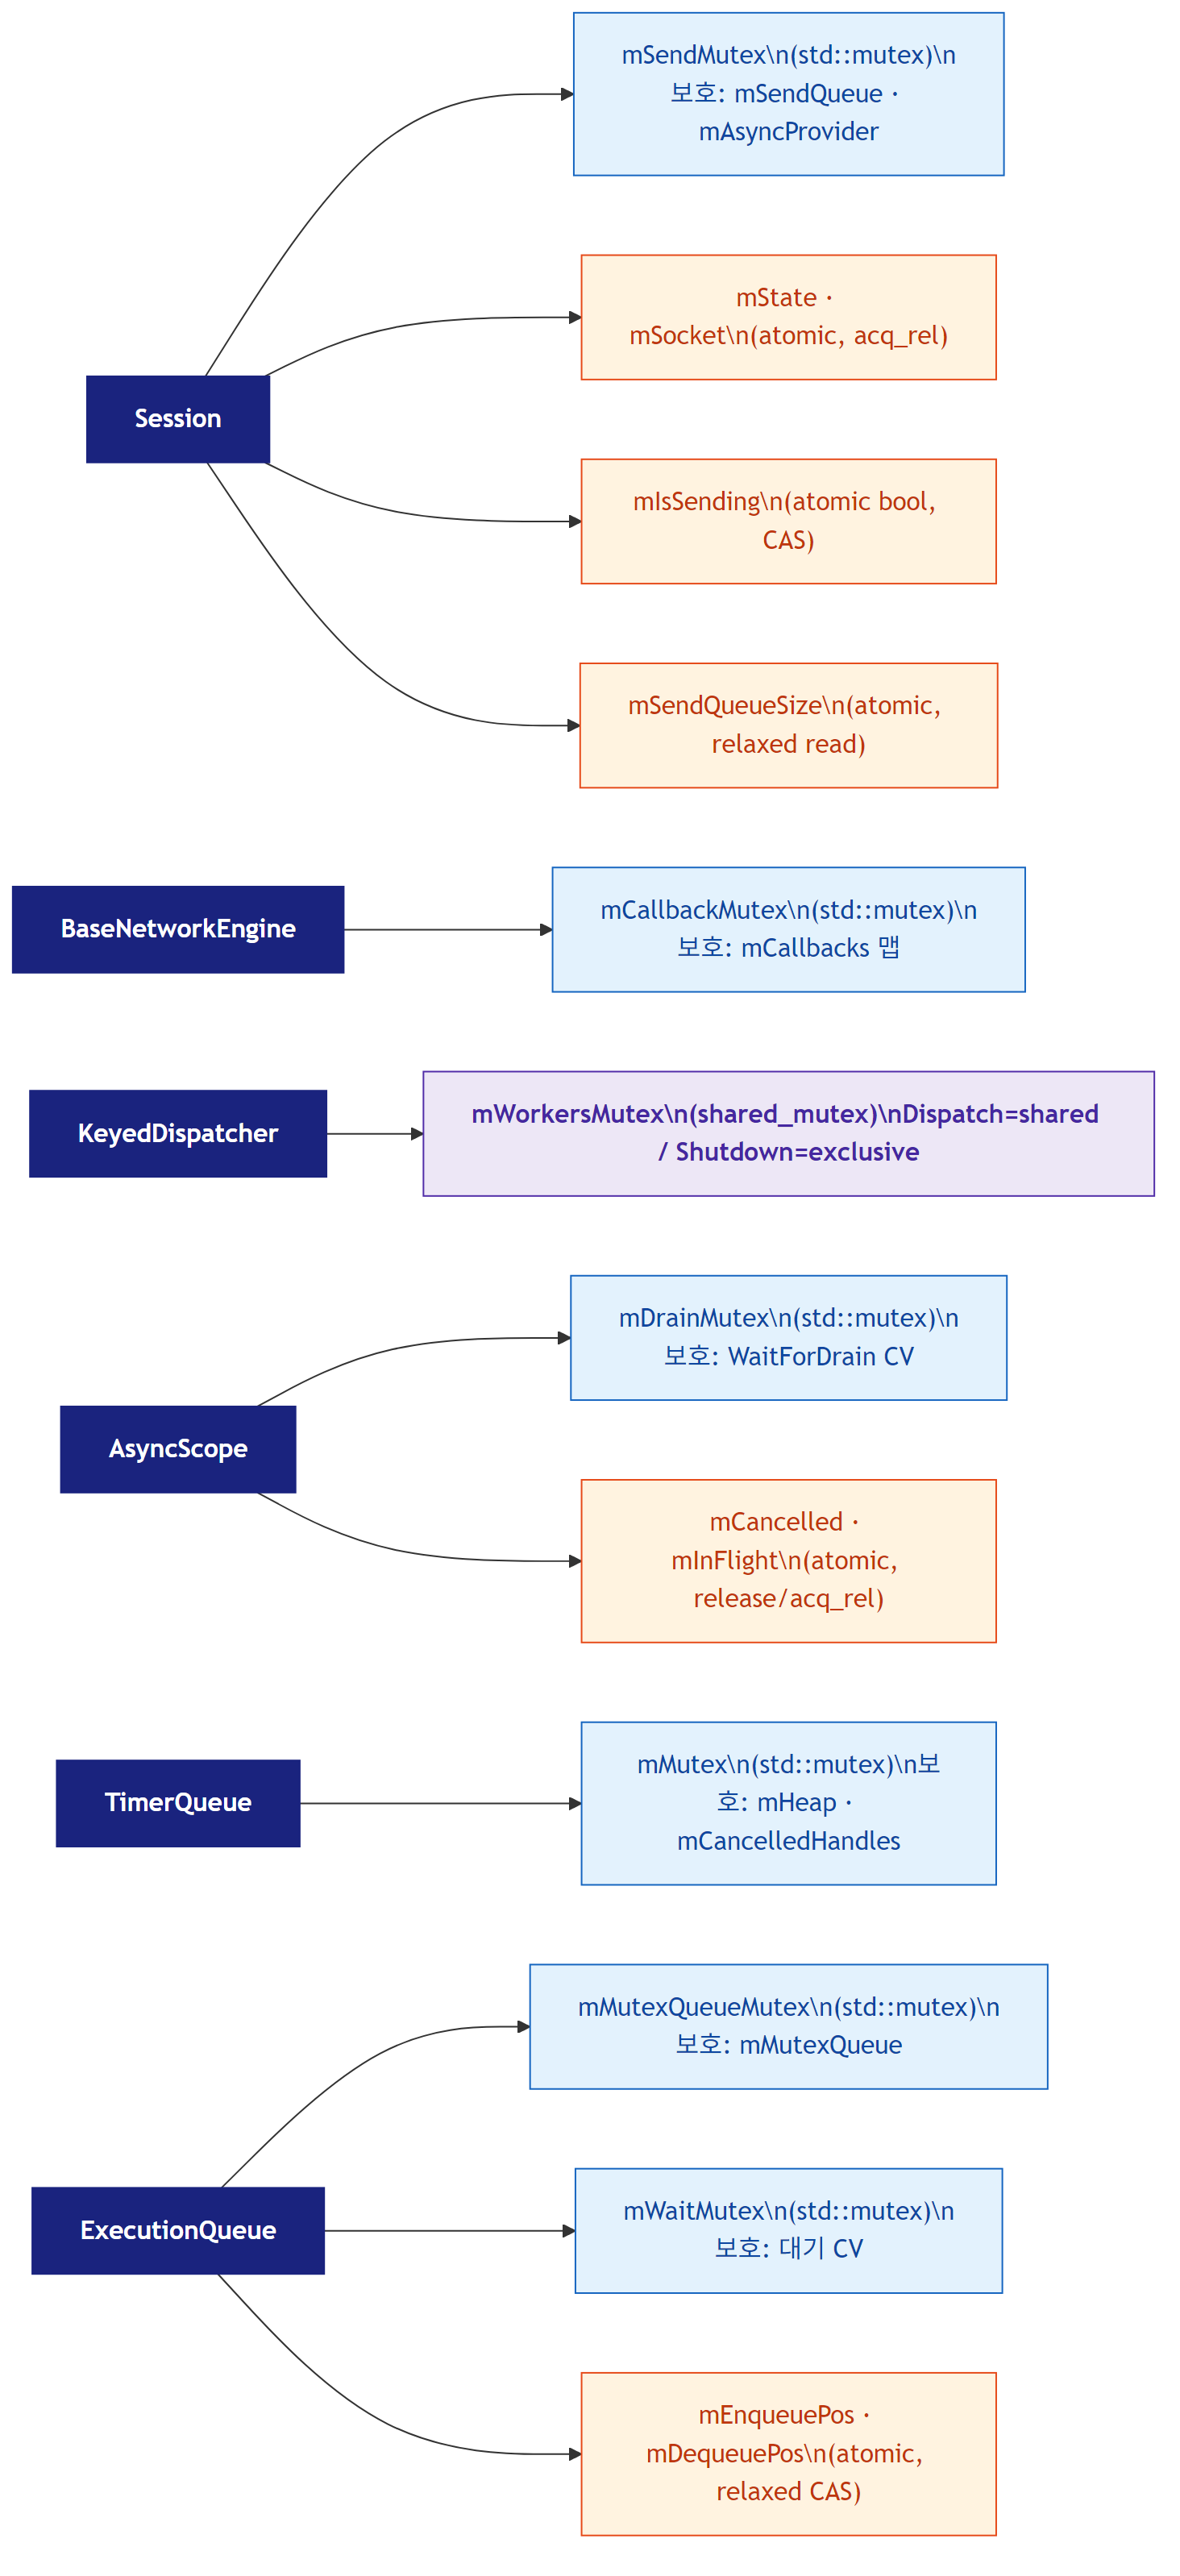 mSendMutex\n(std::mutex)\n
보호: mSendQueue ·
mAsyncProvider
mState ·
mSocket\n(atomic, acq_rel)
Session
mIsSending\n(atomic bool,
CAS)
mSendQueueSize\n(atomic,
relaxed read)
BaseNetworkEngine
mCallbackMutex\n(std::mutex)\n
보호: mCallbacks 맵
KeyedDispatcher
mWorkersMutex\n(shared_mutex)\nDispatch=shared
/ Shutdown=exclusive
mDrainMutex\n(std::mutex)\n
보호: WaitForDrain CV
AsyncScope
mCancelled ·
mInFlight\n(atomic,
release/acq_rel)
TimerQueue
mMutex\n(std::mutex)\n보
호: mHeap ·
mCancelledHandles
mMutexQueueMutex\n(std::mutex)\n
보호: mMutexQueue
ExecutionQueue
mWaitMutex\n(std::mutex)\n
보호: 대기 CV
mEnqueuePos ·
mDequeuePos\n(atomic,
relaxed CAS)